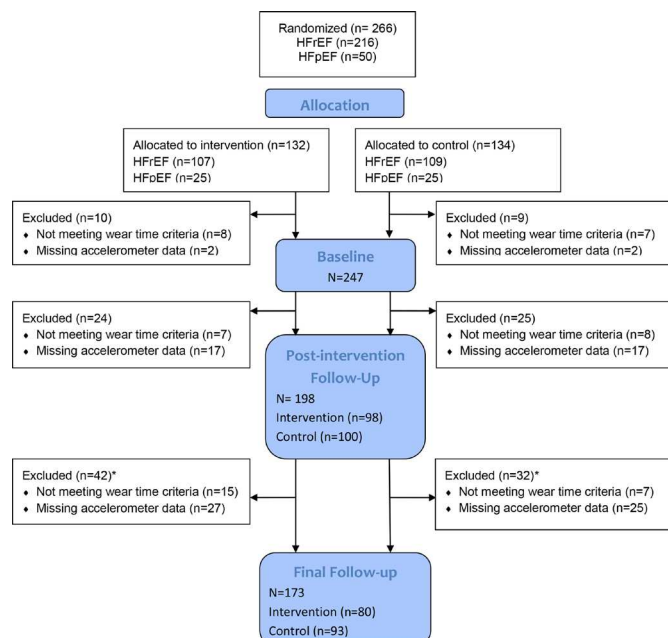 Randomized (n= 266)
HFrEF (n=216)
HFpEF (n=50)
Allocation
Allocated to intervention (n=132)
HFrEF (n=107)
HFpEF (n=25)
Allocated to control (n=134)
HFrEF (n=109)
HFpEF (n=25)
Excluded (n=10)
♦ Not meeting wear time criteria (n=8)
♦ Missing accelerometer data (n=2)
Excluded (n=9)
♦ Not meeting wear time criteria (n=7)
♦ Missing accelerometer data (n=2)
Baseline
N=247
Excluded (n=24)
♦ Not meeting wear time criteria (n=7)
♦ Missing accelerometer data (n=17)
Excluded (n=25)
♦ Not meeting wear time criteria (n=8)
♦ Missing accelerometer data (n=17)
Post-intervention
Follow-Up
N= 198
Intervention (n=98)
Control (n=100)
Excluded (n=42)*
♦ Not meeting wear time criteria (n=15)
♦ Missing accelerometer data (n=27)
Excluded (n=32)*
♦ Not meeting wear time criteria (n=7)
♦ Missing accelerometer data (n=25)
Final Follow-up
N=173
Intervention (n=80)
Control (n=93)